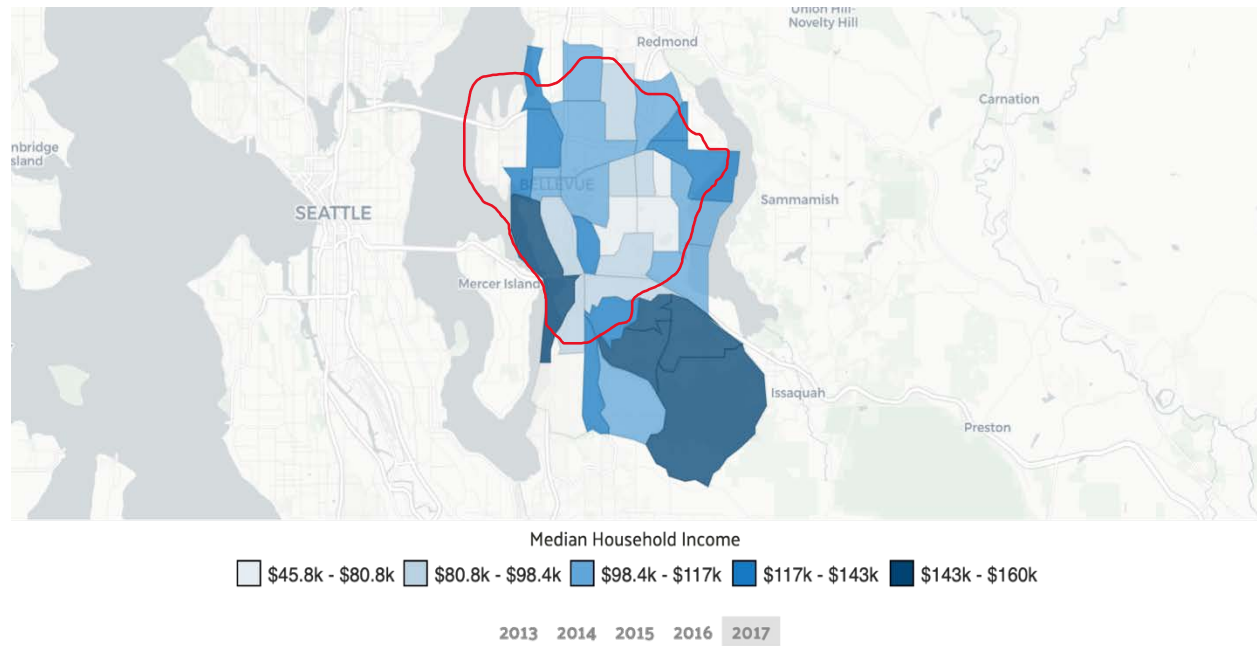 Union Hill-
Novelty Hill
Redmond
Carnation
nbridge
sland
BELLEVUE
Sammamish
SEATTLE
Mercer Island
Issaquah
Preston
Median Household Income
$45.8k - $80.8k $80.8k - $98.4k $98.4k - $117k $117k - $143k $143k - $160k
2013 2014 2015 2016 2017